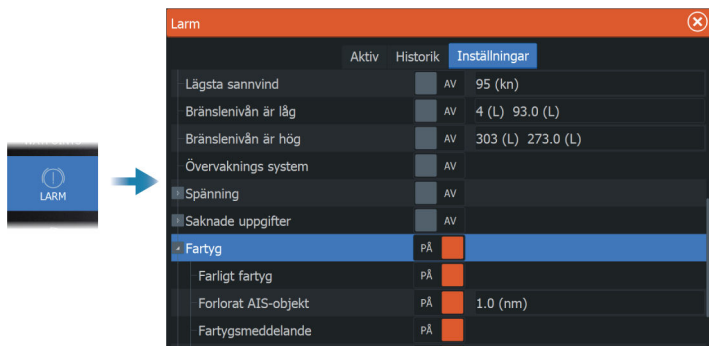 Larm
Aktiv Historik Inställningar
Lägsta sannvind AV 95 (kn)
Bränslenivån är låg AV 4 (L) 93.0 (L)
Bränslenivån är hög AV 303 (L) 273.0 (L)
Övervaknings system AV
LARM
Spänning AV
Saknade uppgifter AV
Fartyg PÅ
Farligt fartyg PÅ
Forlorat AIS-objekt PÅ 1.0 (nm)
Fartygsmeddelande PÅ